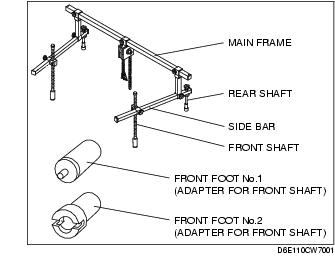 MAIN FRAME
REAR SHAFT
SIDE BAR
FRONT SHAFT
FRONT FOOT No.1
(ADAPTER FOR FRONT SHAFT)
FRONT FOOT No.2
(ADAPTER FOR FRONT SHAFT)
D6E110CW7001